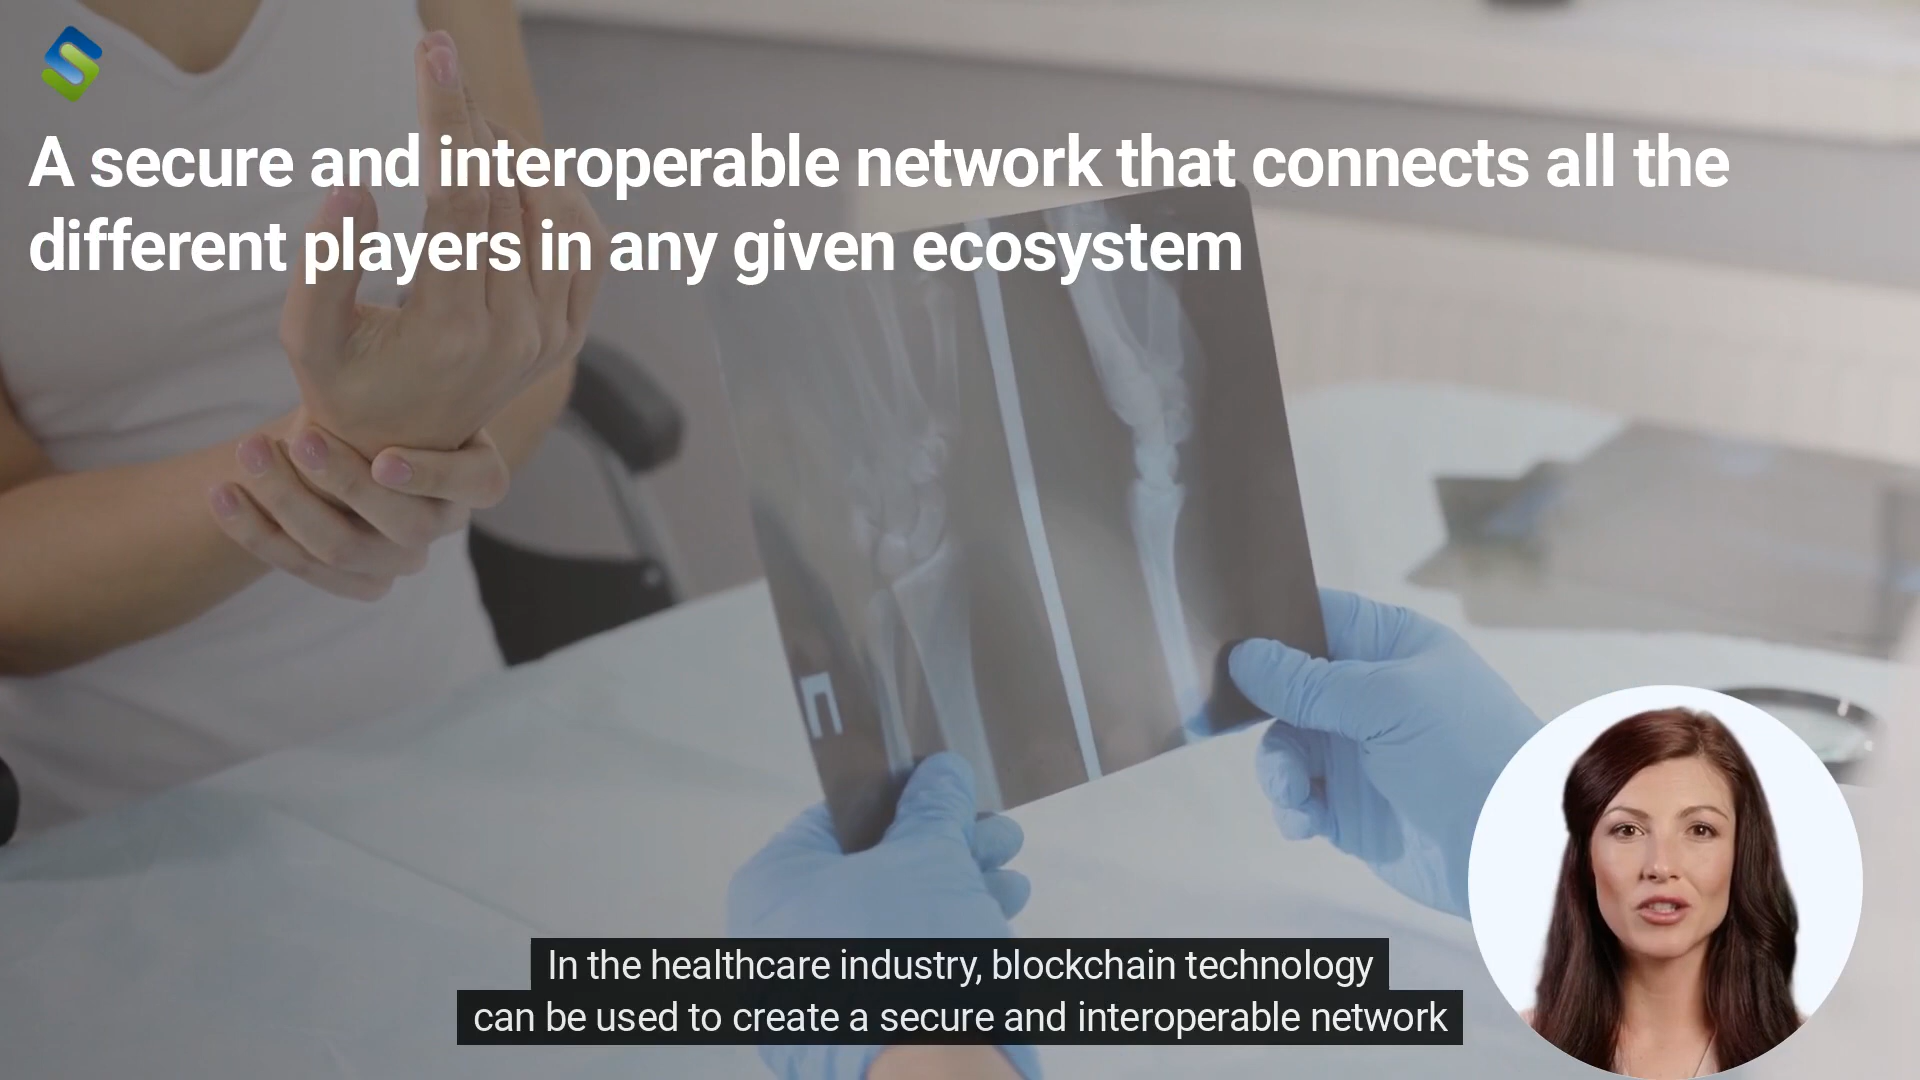 A secure and interoperable network that connects all the
different players in any given ecosystem
In the healthcare industry, blockchain technology
can be used to create a secure and interoperable network